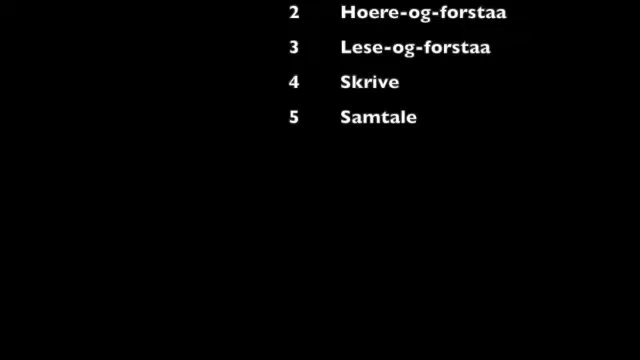 2 Hoere-og-forstaa
3 Lese-og-forstaa
4 Skrive
5 Samtale